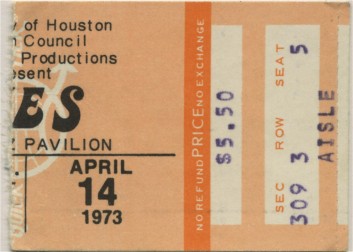 y of Houston
Council
Productions
esent
ES
PAVILION
APRIL
14
1973
NO REFUND PRICE NO EXCHANGE
$5.50
SEC ROW SEAT
309 3 5
AISLE